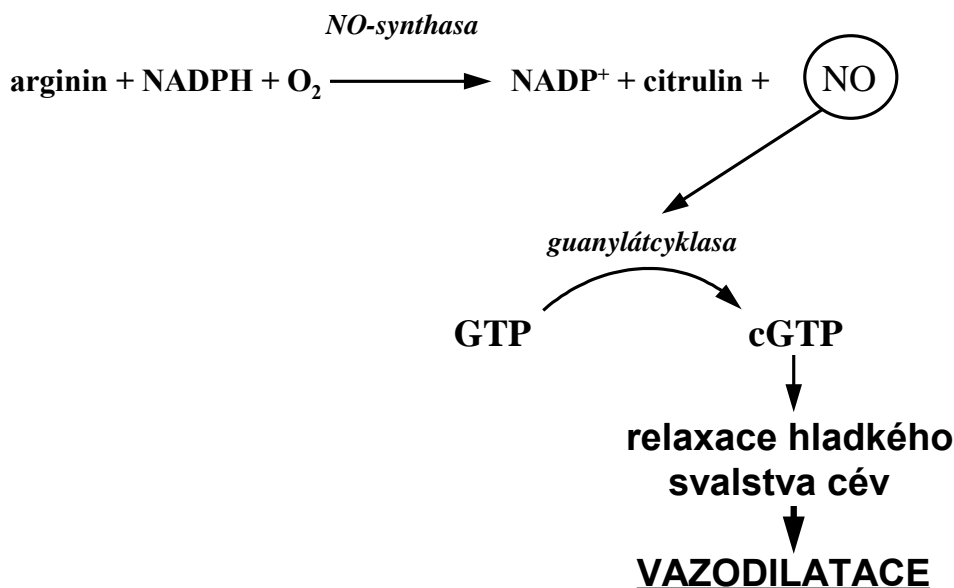 NO-synthasa
arginin + NADPH + O₂ NADP⁺ + citrulin + NO
guanylátcyklasa
GTP cGTP
relaxace hladkého
svalstva cév
VAZODILATACE